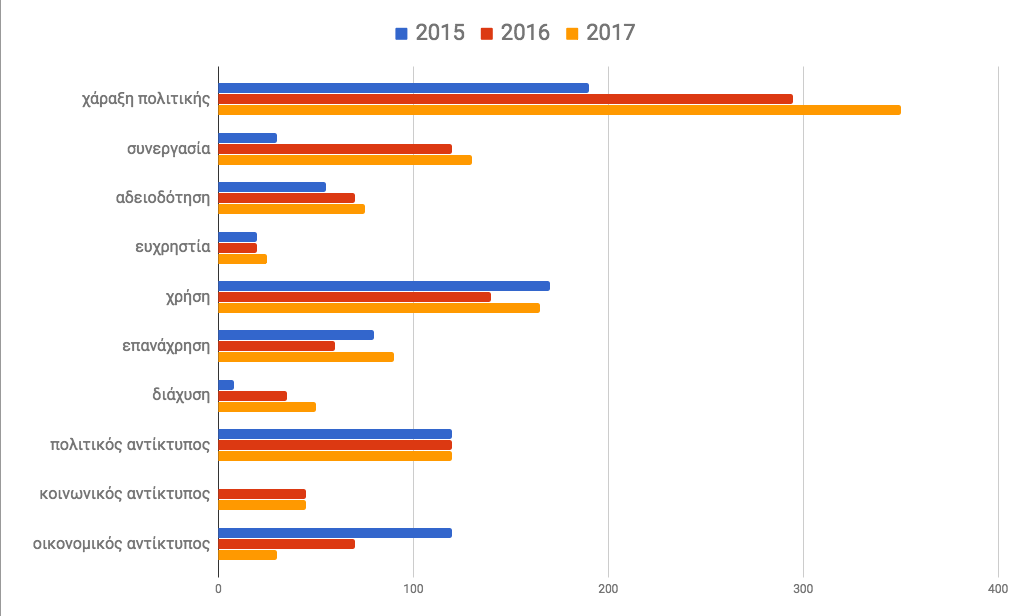 2015 2016 2017
χάραξη πολιτικής
συνεργασία
αδειοδότηση
ευχρηστία
χρήση
επανάχρηση
διάχυση
πολιτικός αντίκτυπος
κοινωνικός αντίκτυπος
οικονομικός αντίκτυπος
0 100 200 300 400